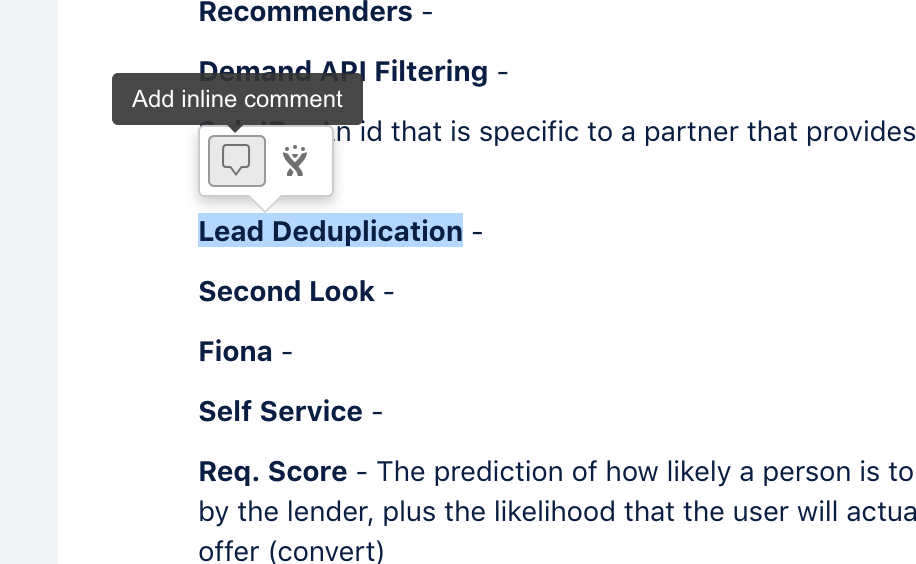 Recommenders -
Demand API Filtering -
Add inline comment
An id that is specific to a partner that provides
Lead Deduplication -
Second Look -
Fiona -
Self Service -
Req. Score - The prediction of how likely a person is to
by the lender, plus the likelihood that the user will actua
offer (convert)